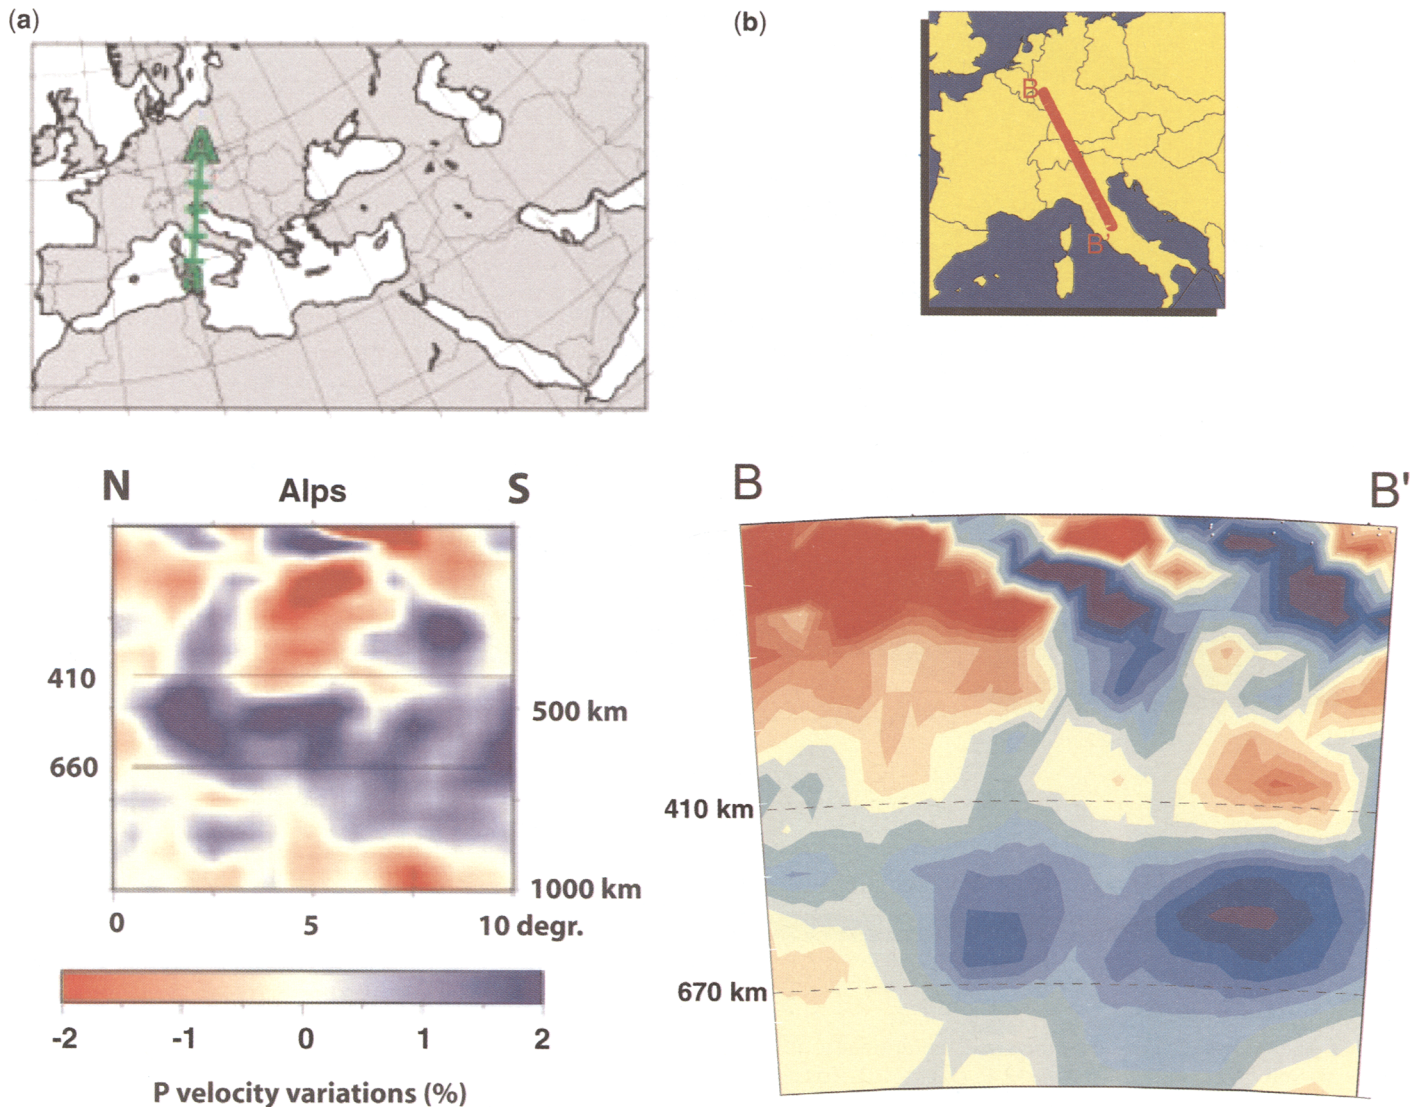 (a)
(b)
A
B
B'
N Alps S
410
660
500 km
1000 km
0 5 10 degr.
-2 -1 0 1 2
P velocity variations (%)
B B'
410 km
670 km